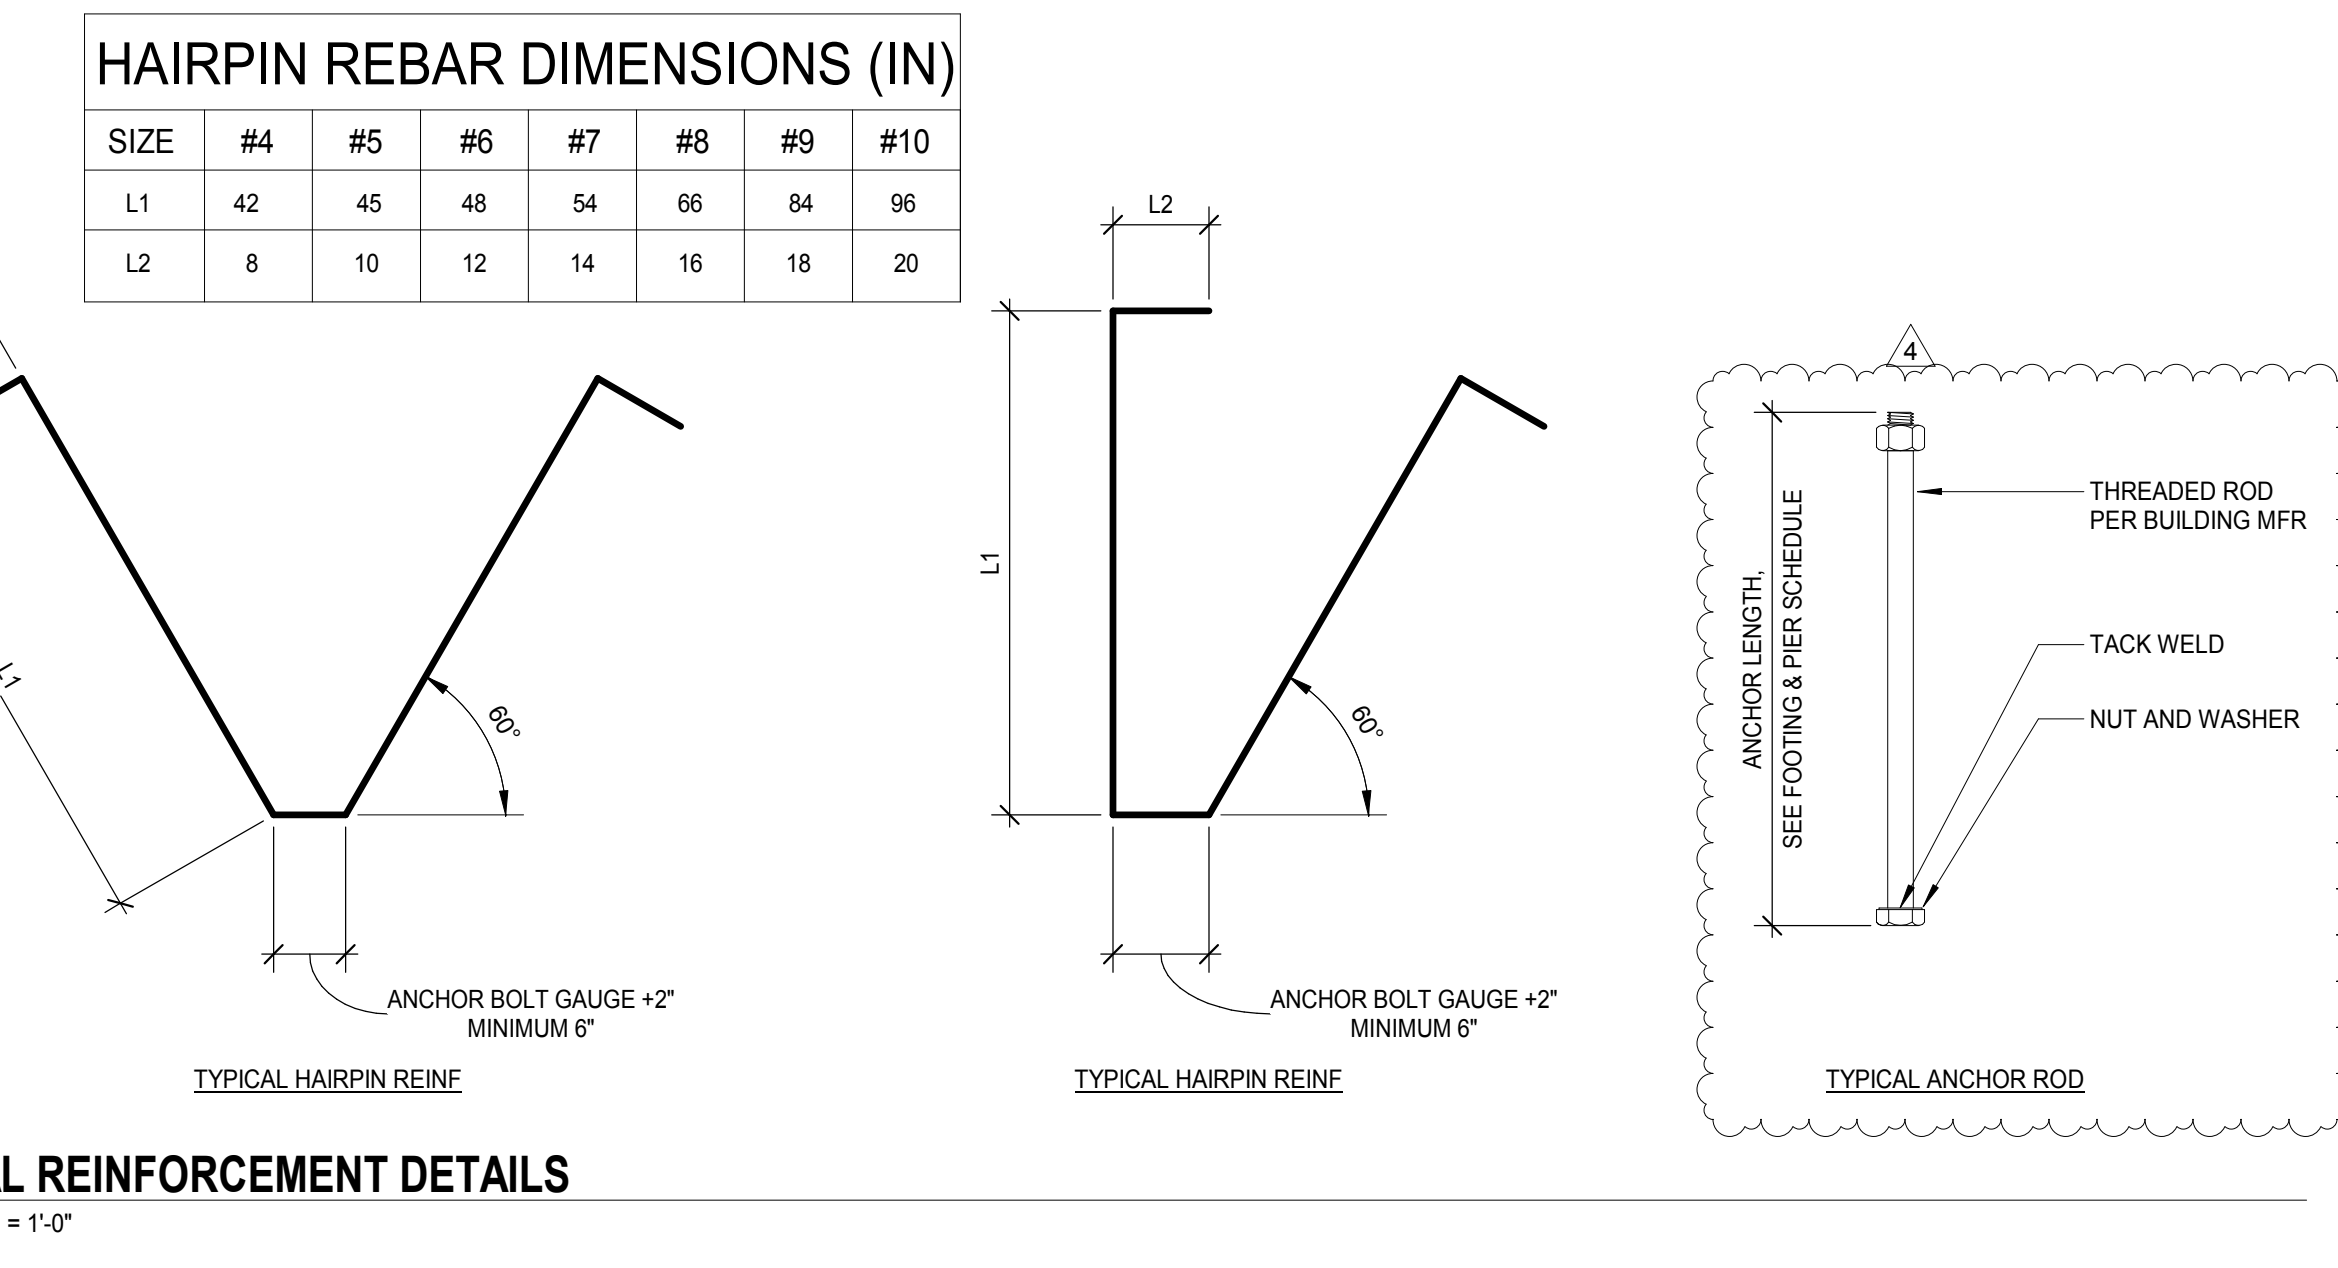 HAIRPIN REBAR DIMENSIONS (IN)
SIZE #4 #5 #6 #7 #8 #9 #10
L1 42 45 48 54 66 84 96
L2 8 10 12 14 16 18 20
L1
60°
ANCHOR BOLT GAUGE +2"
MINIMUM 6"
TYPICAL HAIRPIN REINF
L2
L1
60°
ANCHOR BOLT GAUGE +2"
MINIMUM 6"
TYPICAL HAIRPIN REINF
4
ANCHOR LENGTH,
SEE FOOTING & PIER SCHEDULE
THREADED ROD
PER BUILDING MFR
TACK WELD
NUT AND WASHER
TYPICAL ANCHOR ROD
L REINFORCEMENT DETAILS
= 1'-0"